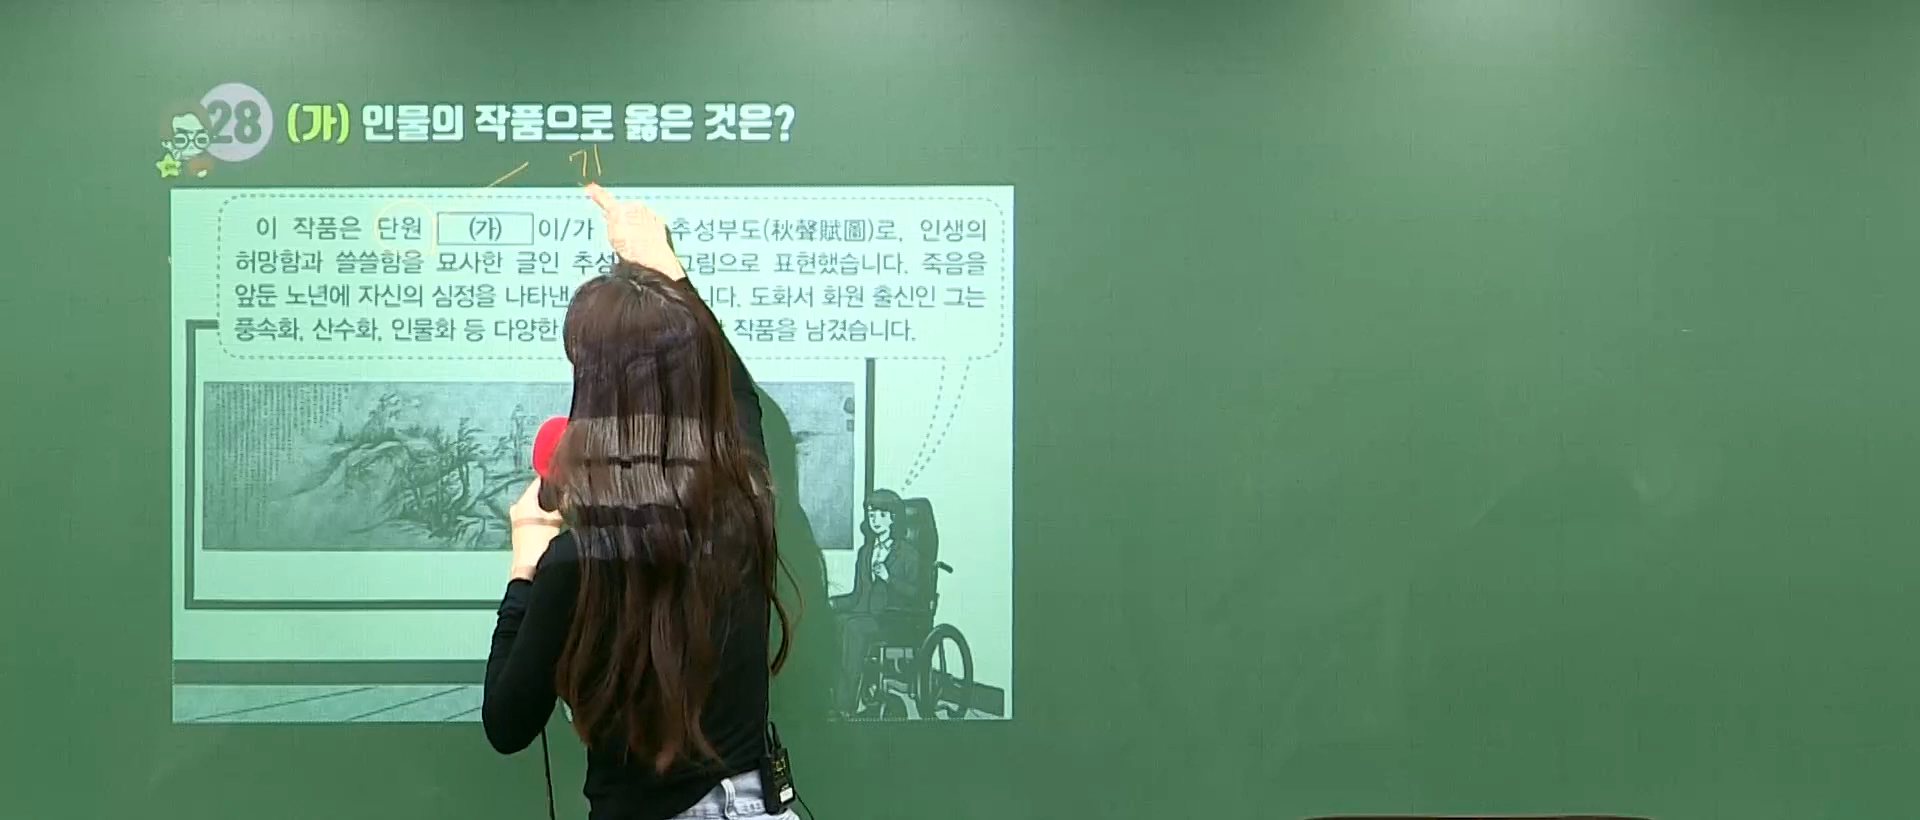 28 (가) 인물의 작품으로 옳은 것은?
기
이 작품은 단원 (가) 이/가 추성부도(秋聲賦圖)로, 인생의
허망함과 쓸쓸함을 묘사한 글인 그림으로 표현했습니다. 죽음을
앞둔 노년에 자신의 심정을 나타낸 도화서 화원 출신인 그는
풍속화, 산수화, 인물화 등 다양한 작품을 남겼습니다.